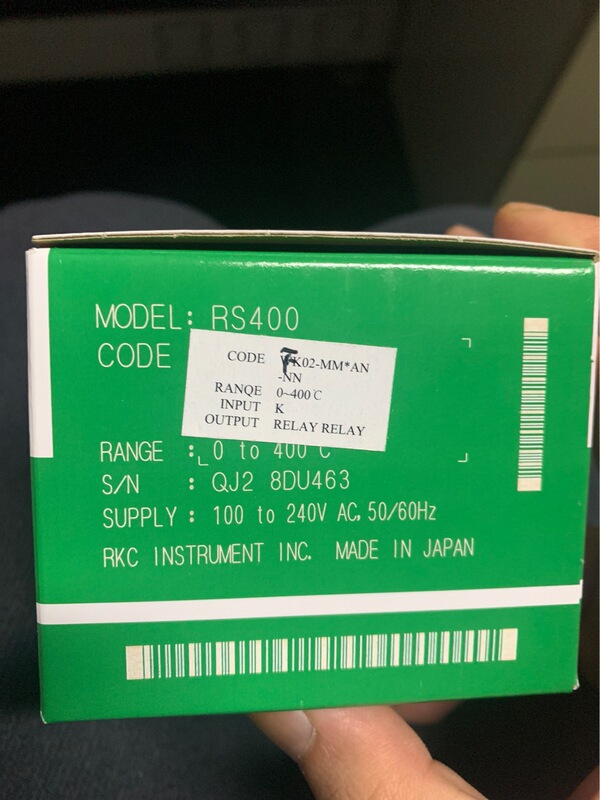 MODEL: RS400
CODE
CODE FK02-MM*AN
-NN
RANQE 0~400℃
INPUT K
OUTPUT RELAY RELAY
RANGE : 0 to 400℃
S/N : QJ2 8DU463
SUPPLY : 100 to 240V AC, 50/60Hz
RKC INSTRUMENT INC. MADE IN JAPAN